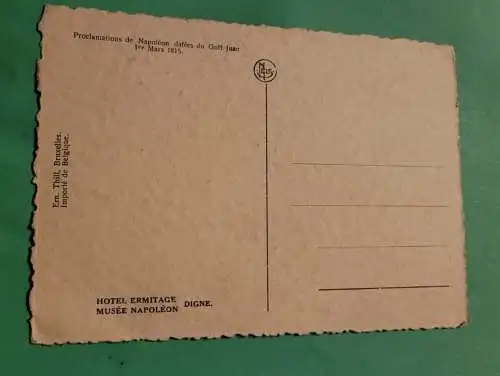 Proclamations de Napoléon datées du Golf Juan
1er Mars 1815.
Ern. Thill, Bruxelles.
Importé de Belgique.
HOTEL ERMITAGE
MUSÉE NAPOLÉON DIGNE.